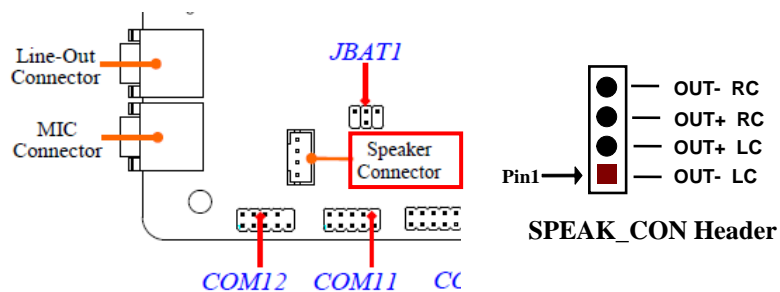 Line-Out
Connector
MIC
Connector
JBAT1
Speaker
Connector
COM12
COM11
OUT- RC
OUT+ RC
OUT+ LC
Pin1
OUT- LC
SPEAK_CON Header